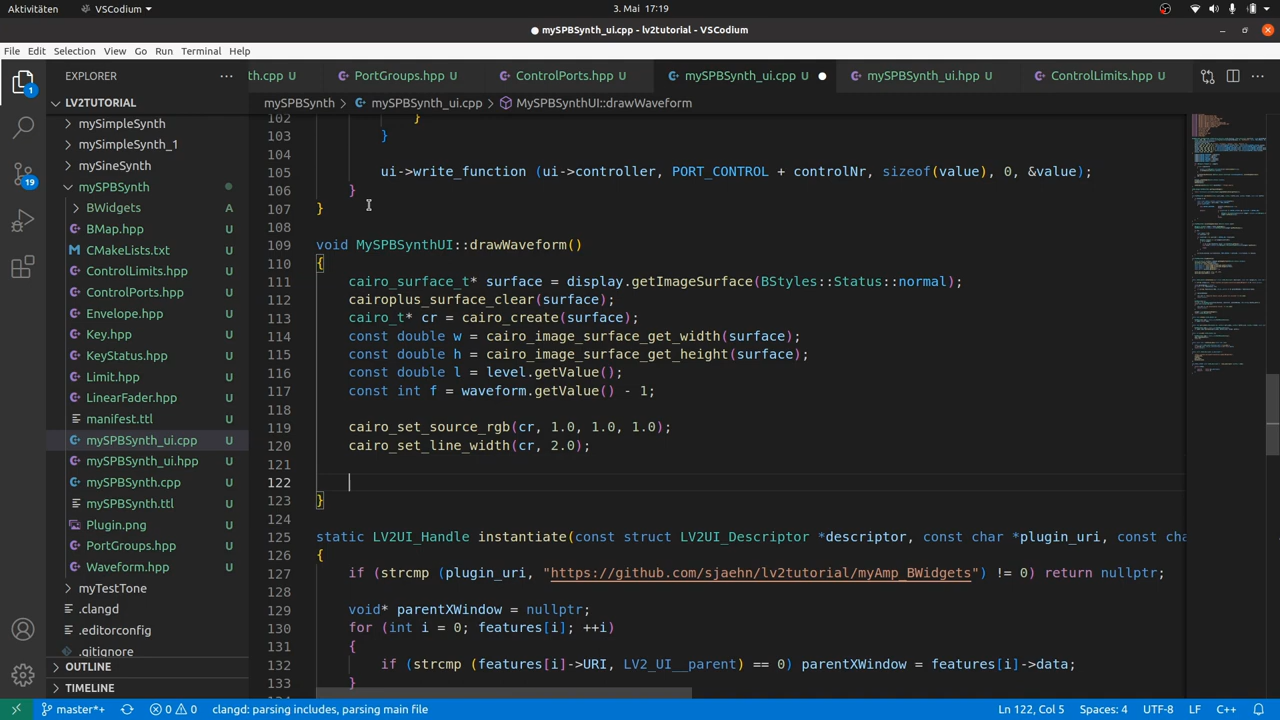 Aktivitäten
VSCodium
3. Mai 17:19
● mySPBSynth_ui.cpp - lv2tutorial - VSCodium
File Edit Selection View Go Run Terminal Help
EXPLORER
LV2TUTORIAL
mySimpleSynth
mySimpleSynth_1
mySineSynth
mySPBSynth
BWidgets A
BMap.hpp U
CMakeLists.txt U
ControlLimits.hpp U
ControlPorts.hpp U
Envelope.hpp U
Key.hpp U
KeyStatus.hpp U
Limit.hpp U
LinearFader.hpp U
manifest.ttl U
mySPBSynth_ui.cpp U
mySPBSynth_ui.hpp U
mySPBSynth.cpp U
mySPBSynth.ttl U
Plugin.png U
PortGroups.hpp U
Waveform.hpp U
myTestTone
.clangd
.editorconfig
.gitignore
OUTLINE
TIMELINE
1
19
th.cpp U
PortGroups.hpp U
ControlPorts.hpp U
mySPBSynth_ui.cpp U
mySPBSynth_ui.hpp U
ControlLimits.hpp U
mySPBSynth > mySPBSynth_ui.cpp > MySPBSynthUI::drawWaveform
102 }
103 }
104
105 ui->write_function (ui->controller, PORT_CONTROL + controlNr, sizeof(value), 0, &value);
106 }
107 }
108
109 void MySPBSynthUI::drawWaveform()
110 {
111 cairo_surface_t* surface = display.getImageSurface(BStyles::Status::normal);
112 cairoplus_surface_clear(surface);
113 cairo_t* cr = cairo_create(surface);
114 const double w = cairo_image_surface_get_width(surface);
115 const double h = cairo_image_surface_get_height(surface);
116 const double l = level.getValue();
117 const int f = waveform.getValue() - 1;
118
119 cairo_set_source_rgb(cr, 1.0, 1.0, 1.0);
120 cairo_set_line_width(cr, 2.0);
121
122
123 }
124
125 static LV2UI_Handle instantiate(const struct LV2UI_Descriptor *descriptor, const char *plugin_uri, const cha
126 {
127 if (strcmp (plugin_uri, "https://github.com/sjaehn/lv2tutorial/myAmp_BWidgets") != 0) return nullptr;
128
129 void* parentXWindow = nullptr;
130 for (int i = 0; features[i]; ++i)
131 {
132 if (strcmp (features[i]->URI, LV2_UI__parent) == 0) parentXWindow = features[i]->data;
133 }
master*+ 0 0 clangd: parsing includes, parsing main file Ln 122, Col 5 Spaces: 4 UTF-8 LF C++